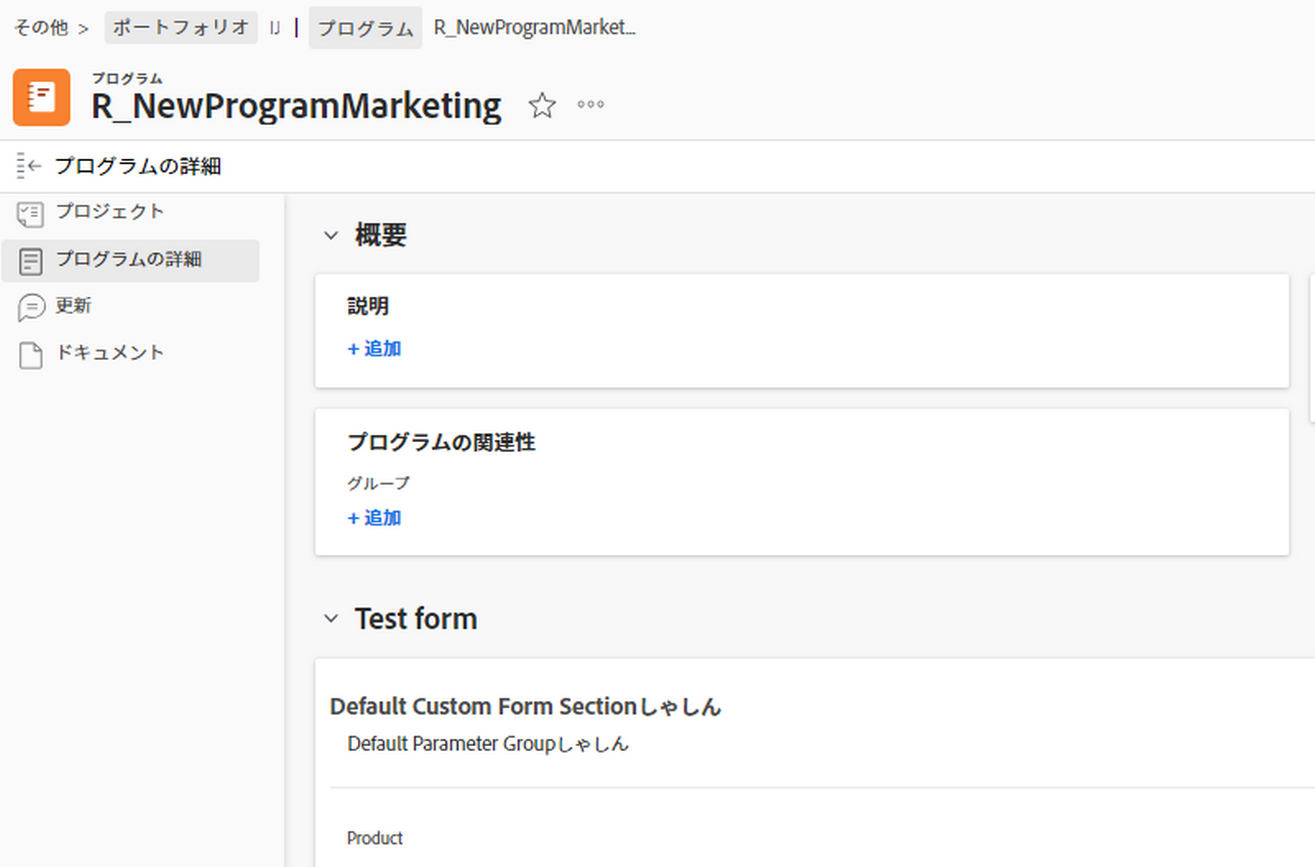 その他 > ポートフォリオ IJ | プログラム R_NewProgramMarket...
プログラム
R_NewProgramMarketing
プログラムの詳細
プロジェクト
プログラムの詳細
更新
ドキュメント
概要
説明
+ 追加
プログラムの関連性
グループ
+ 追加
Test form
Default Custom Form Sectionしゃしん
Default Parameter Groupしゃしん
Product